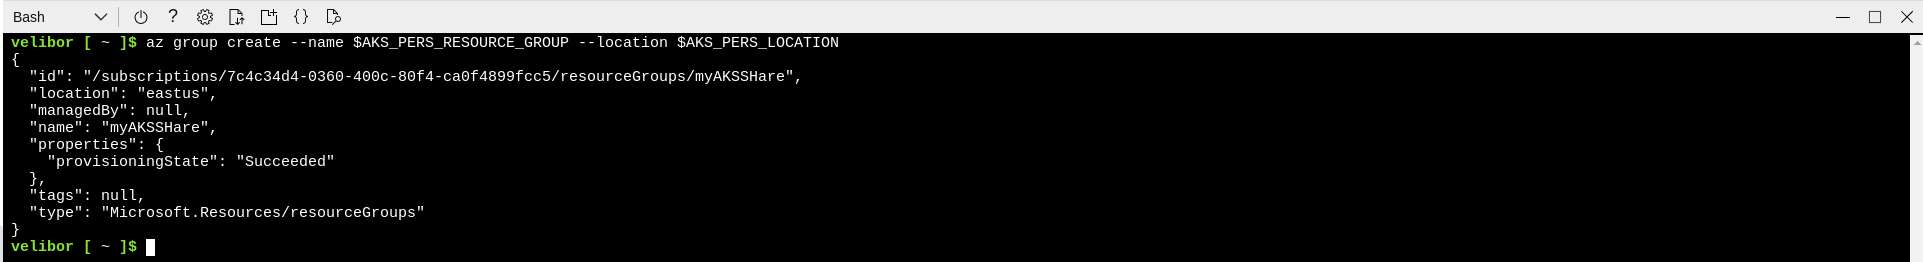 Bash
velibor [ ~ ]$ az group create --name $AKS_PERS_RESOURCE_GROUP --location $AKS_PERS_LOCATION
{
  "id": "/subscriptions/7c4c34d4-0360-400c-80f4-ca0f4899fcc5/resourceGroups/myAKSSHare",
  "location": "eastus",
  "managedBy": null,
  "name": "myAKSSHare",
  "properties": {
    "provisioningState": "Succeeded"
  },
  "tags": null,
  "type": "Microsoft.Resources/resourceGroups"
}
velibor [ ~ ]$